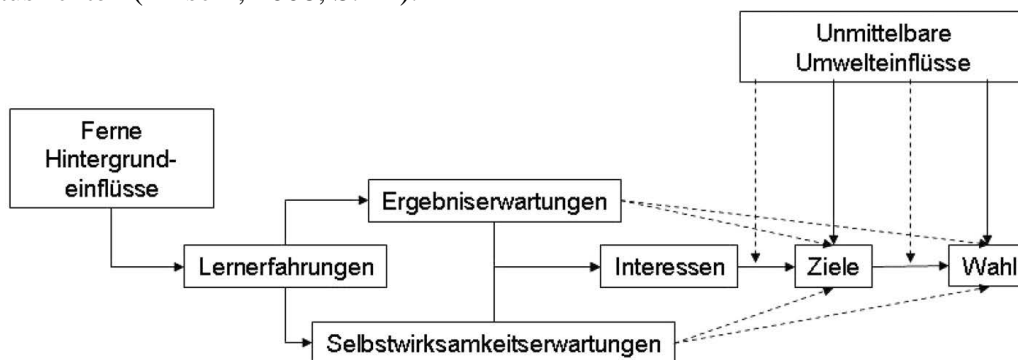 Unmittelbare
Umwelteinflüsse
Ferne
Hintergrund-
einflüsse
Ergebniserwartungen
Lernerfahrungen
Interessen
Ziele
Wahl
Selbstwirksamkeitserwartungen